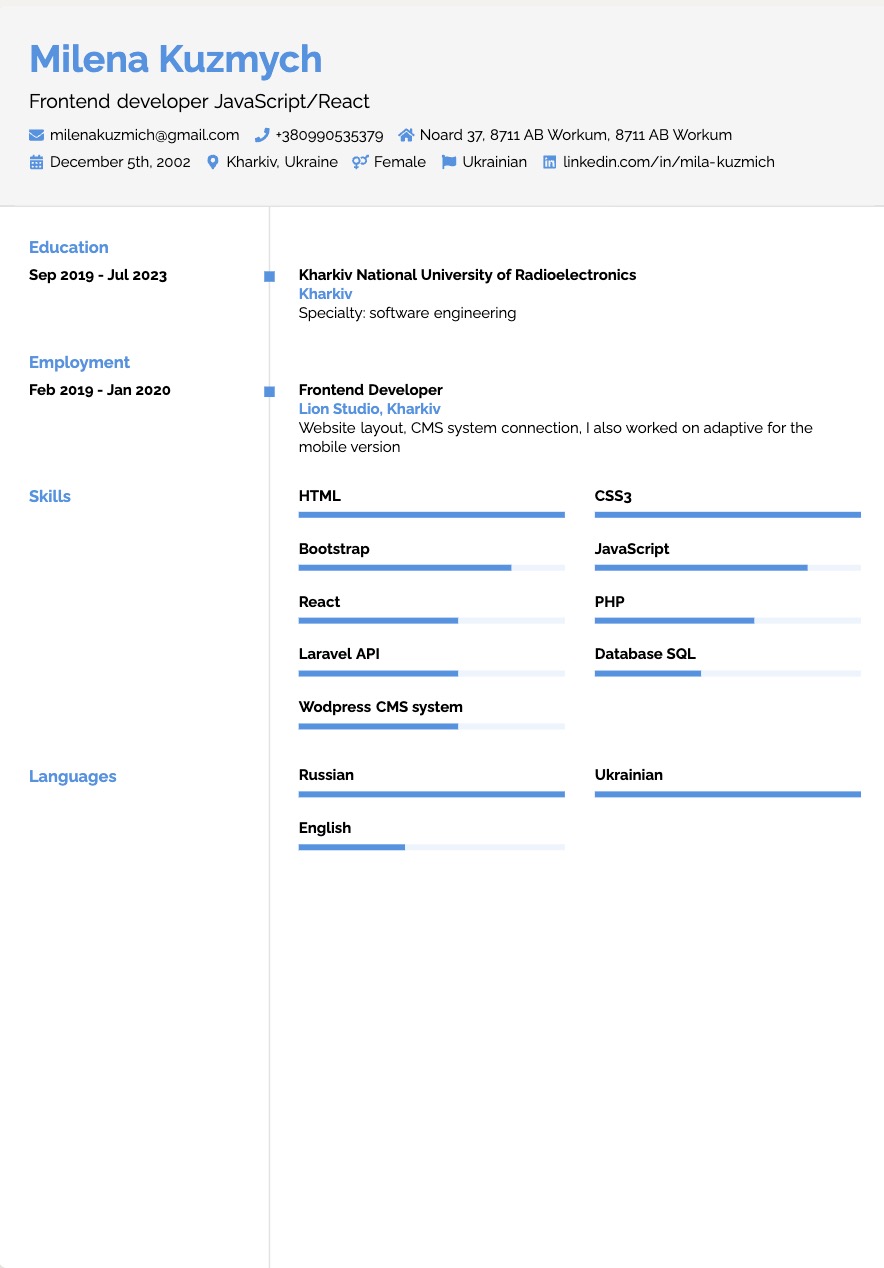 Milena Kuzmych
Frontend developer JavaScript/React
milenakuzmich@gmail.com +380990535379 Noard 37, 8711 AB Workum, 8711 AB Workum
December 5th, 2002 Kharkiv, Ukraine Female Ukrainian linkedin.com/in/mila-kuzmich
Education
Sep 2019 - Jul 2023
Kharkiv National University of Radioelectronics
Kharkiv
Specialty: software engineering
Employment
Feb 2019 - Jan 2020
Frontend Developer
Lion Studio, Kharkiv
Website layout, CMS system connection, I also worked on adaptive for the
mobile version
Skills
HTML CSS3
Bootstrap JavaScript
React PHP
Laravel API Database SQL
Wodpress CMS system
Languages
Russian Ukrainian
English